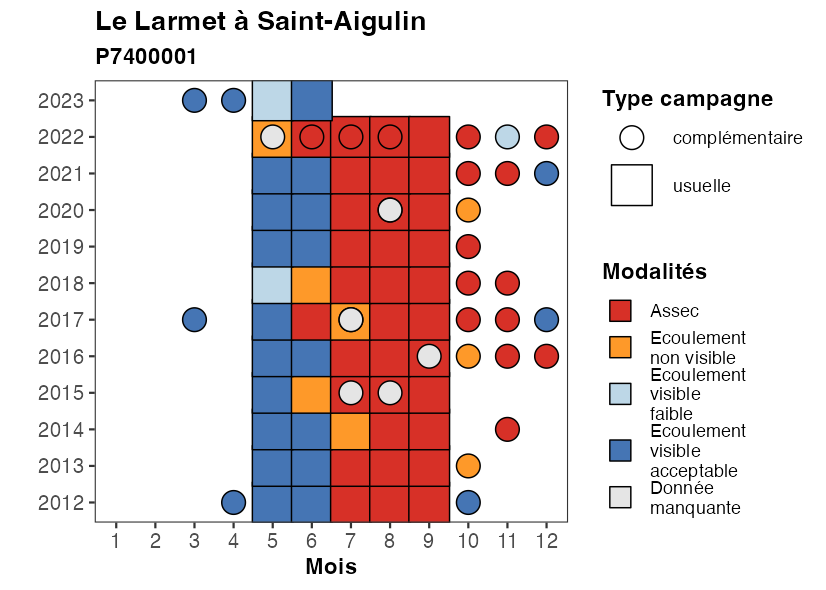 Le Larmet à Saint-Aigulin
P7400001
2023
2022
2021
2020
2019
2018
2017
2016
2015
2014
2013
2012
1 2 3 4 5 6 7 8 9 10 11 12
Mois
Type campagne
complémentaire
usuelle
Modalités
Assec
Ecoulement
non visible
Ecoulement
visible
faible
Ecoulement
visible
acceptable
Donnée
manquante